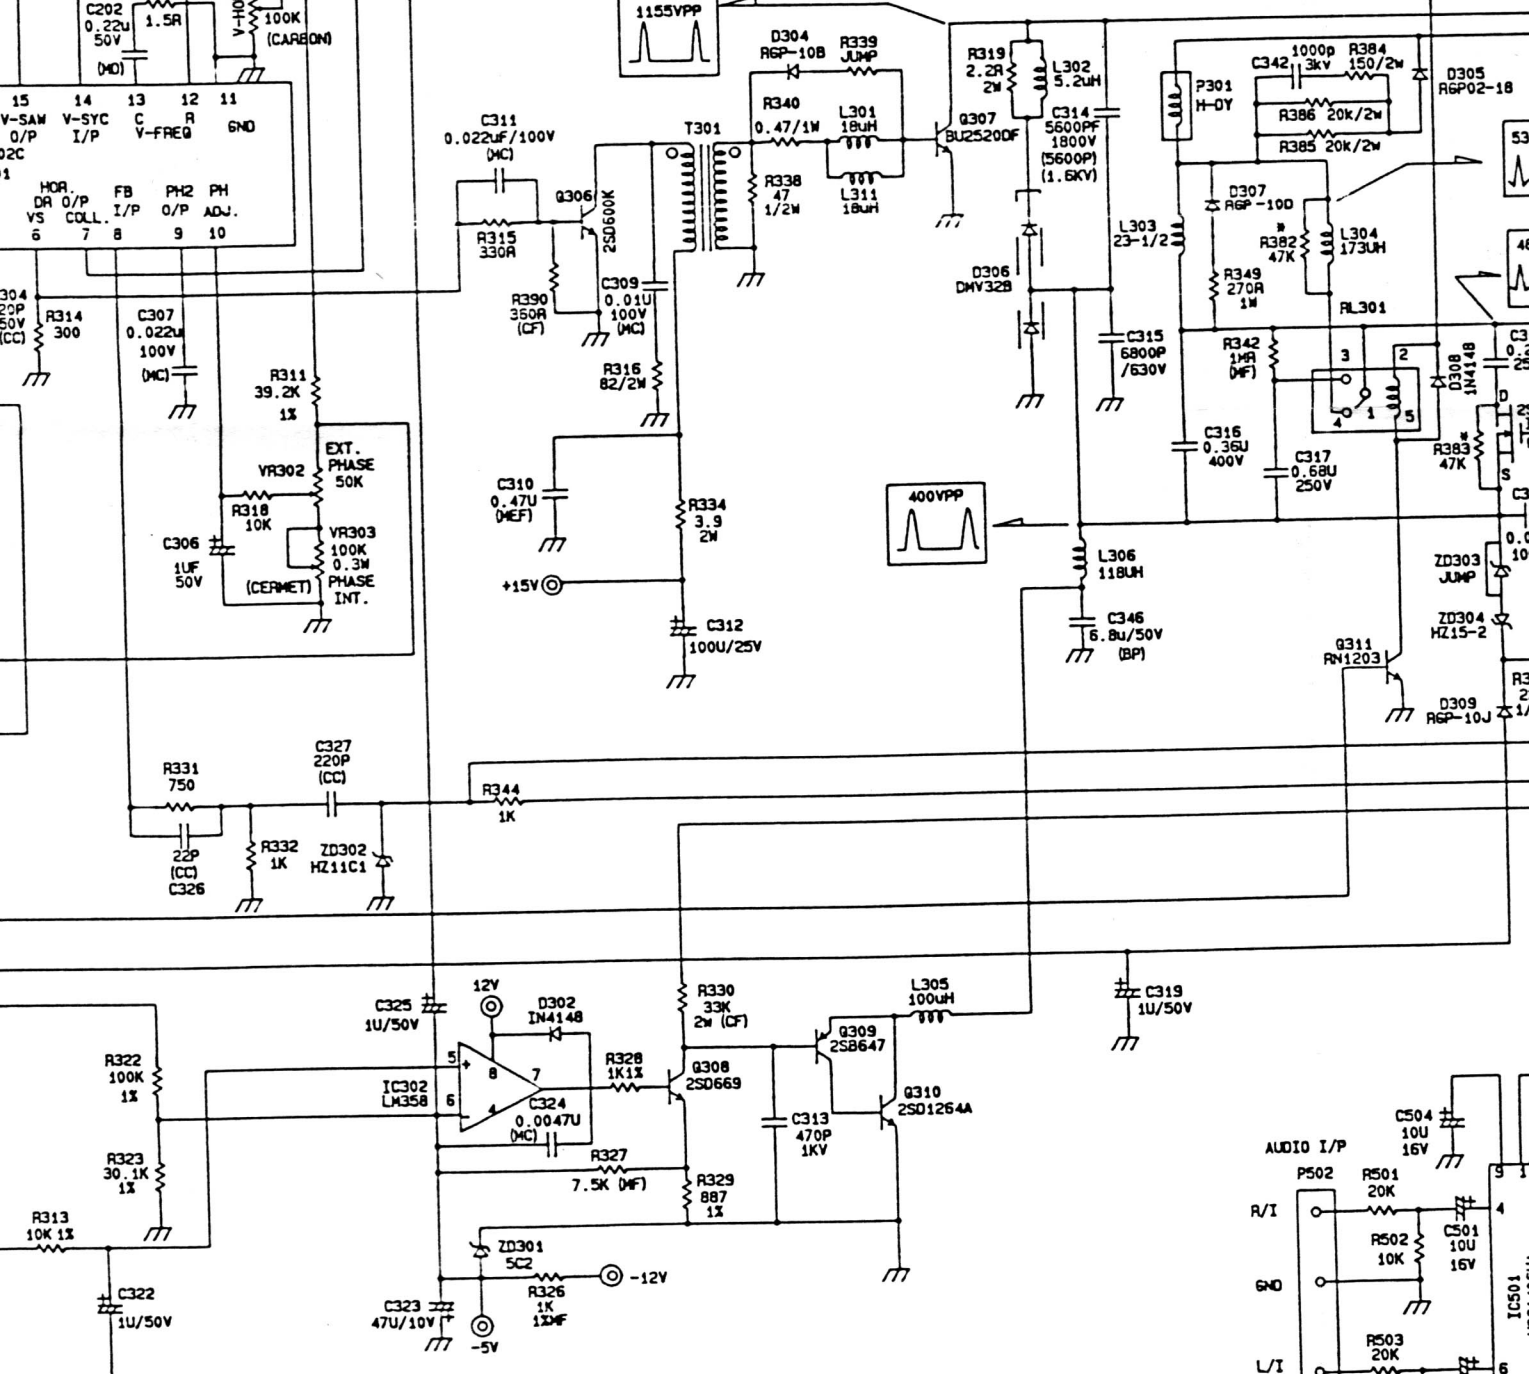 C202
0.22u
50V
(MD)
1.5R
100K
(CARBON)
15
14
13
12
11
V-SAW
O/P
V-SYC
I/P
C
R
V-FREQ
GND
HOR.
DR O/P
VS
COLL.
FB
I/P
PH2
O/P
PH
ADJ.
6
7
8
9
10
R314
300
C307
0.022u
100V
(MC)
R311
39.2K
1%
EXT.
PHASE
50K
VR302
R318
10K
C306
1UF
50V
VR303
100K
0.3W
(CERMET)
PHASE
INT.
C311
0.022uF/100V
(MC)
Q306
2SD600K
R315
330R
R390
360R
(CF)
C309
0.01U
100V
(MC)
R316
82/2W
T301
C310
0.47U
(MEF)
R334
3.9
2W
+15V
C312
100U/25V
1155VPP
D304
RGP-10B
R339
JUMP
R340
0.47/1W
L301
18uH
L311
18uH
R338
47
1/2W
Q307
BU2520DF
R319
2.2R
2W
L302
5.2uH
C314
5600PF
1800V
(5600P)
(1.6KV)
D306
DMV32B
C315
6800P
/630V
400VPP
L306
118UH
C346
6.8u/50V
(BP)
P301
H-DY
C342
1000p
3kV
R384
150/2W
R386 20k/2W
R385 20k/2W
D305
RGP02-18
L303
23-1/2
D307
RGP-10D
R349
270R
1W
*
R382
47K
L304
173UH
RL301
R342
1MR
(MF)
3
2
4
1
5
D308
1N4148
C316
0.36U
400V
C317
0.68U
250V
D
S
R383*
47K
ZD303
JUMP
ZD304
HZ15-2
Q311
RN1203
D309
RGP-10J
R331
750
22P
(CC)
C326
R332
1K
C327
220P
(CC)
ZD302
HZ11C1
R344
1K
R322
100K
1%
R323
30.1K
1%
R313
10K 1%
C322
1U/50V
C325
1U/50V
12V
D302
IN4148
IC302
LM358
5
6
7
8
4
+
-
C324
0.0047U
(MC)
R328
1K1%
R327
7.5K (MF)
Q308
2SD669
R330
33K
2W (CF)
R329
887
1%
C313
470P
1KV
Q309
2SB647
Q310
2SD1264A
L305
100uH
C319
1U/50V
ZD301
5C2
R326
1K
1%MF
-12V
-5V
C323
47U/10V
AUDIO I/P
P502
R/I
GND
L/I
R501
20K
R502
10K
R503
20K
C504
10U
16V
C501
10U
16V
9
4
6
IC501